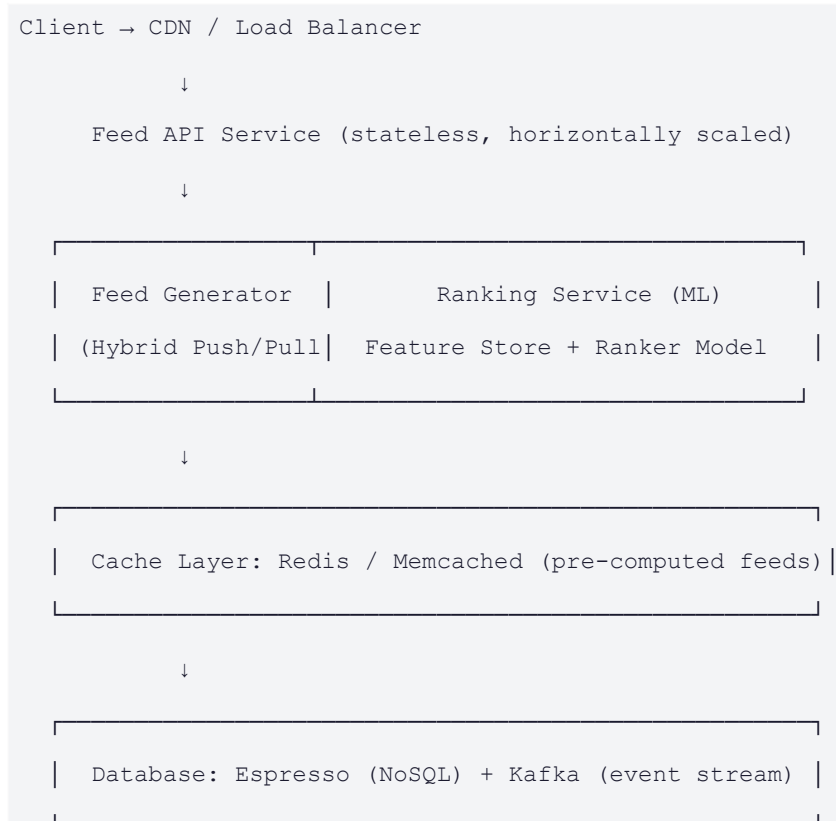 Client → CDN / Load Balancer
↓
Feed API Service (stateless, horizontally scaled)
↓
Feed Generator │ Ranking Service (ML)
(Hybrid Push/Pull│ Feature Store + Ranker Model
↓
Cache Layer: Redis / Memcached (pre-computed feeds)
↓
Database: Espresso (NoSQL) + Kafka (event stream)